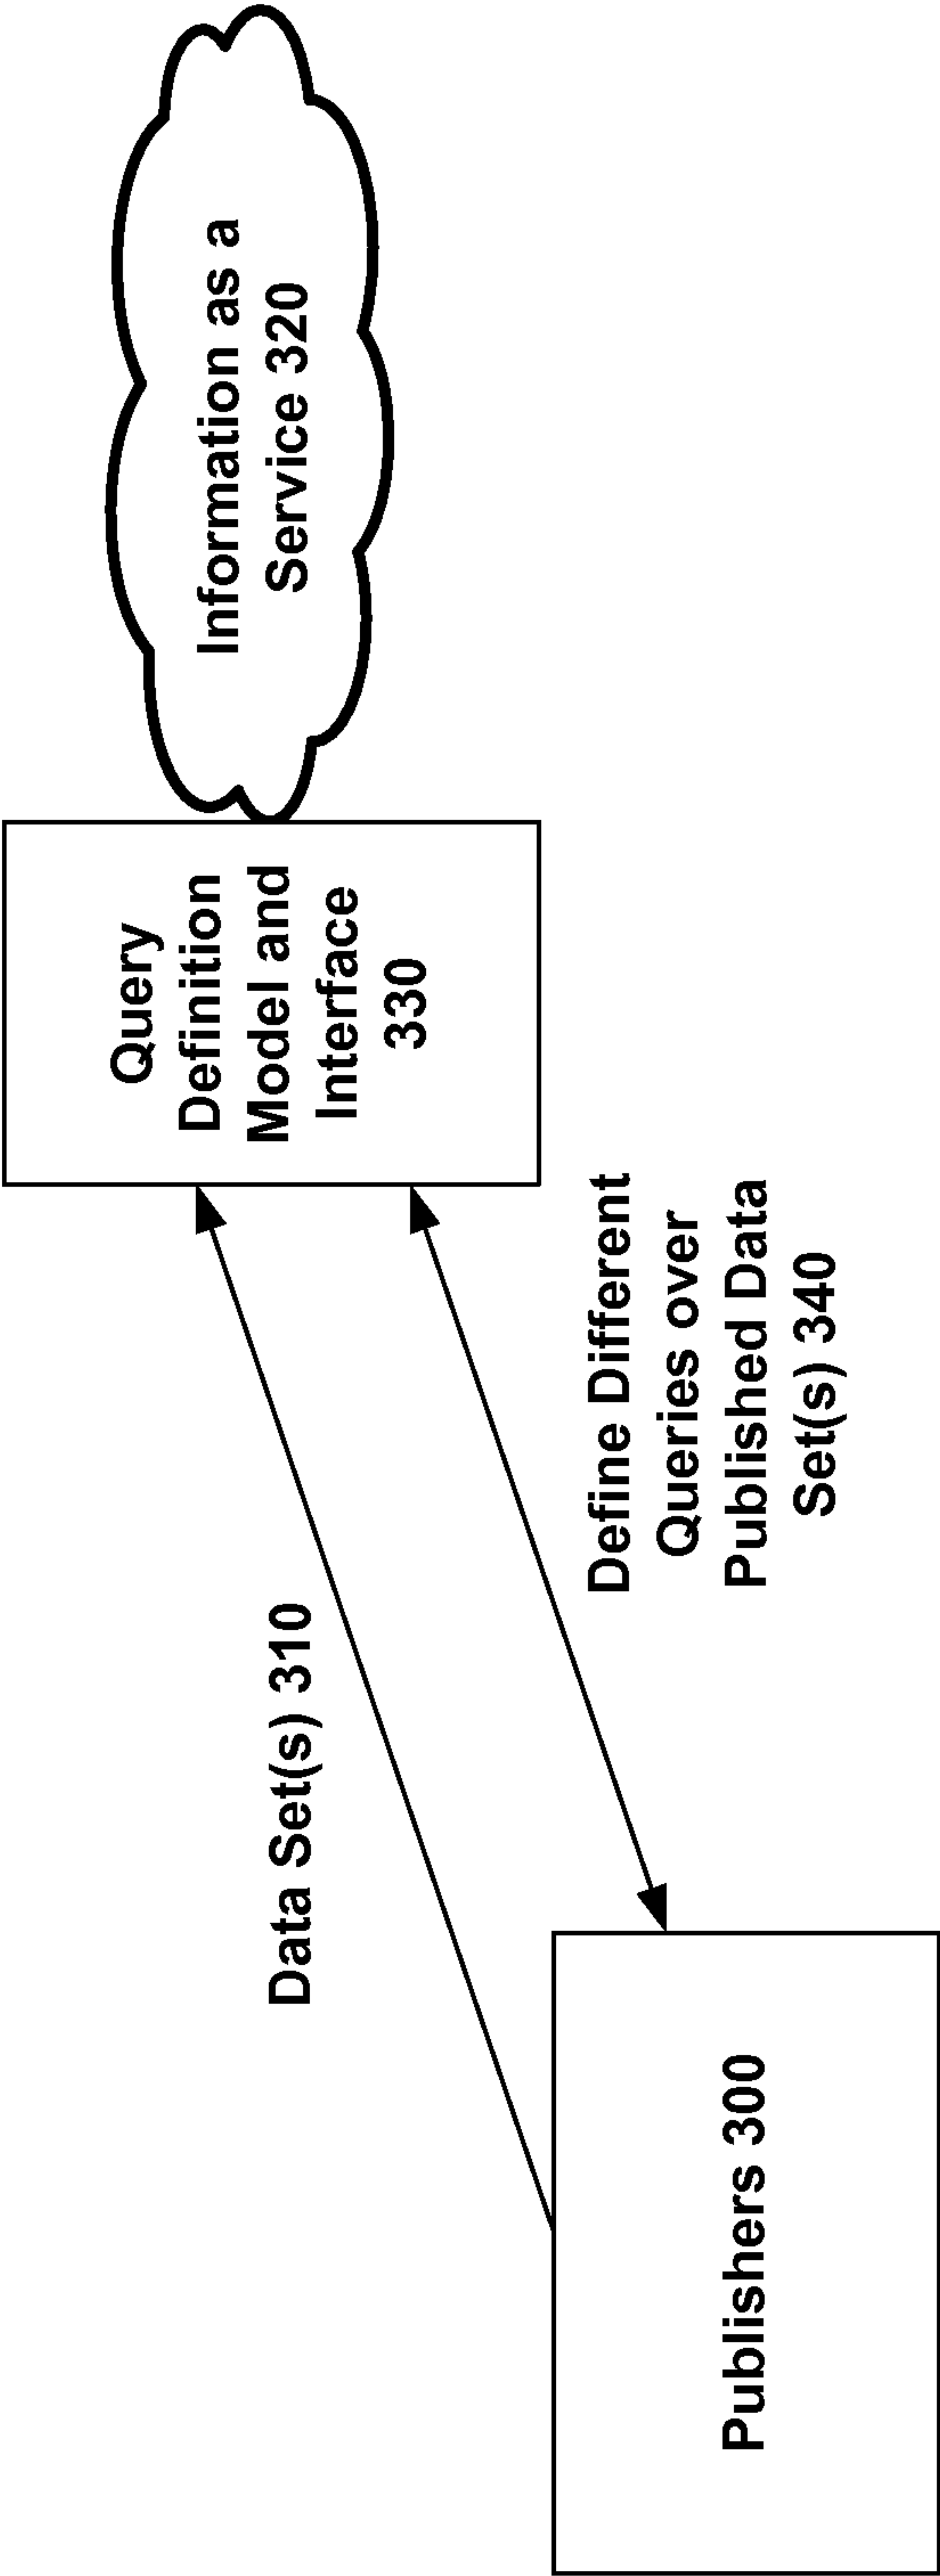 Information as a
Service 320
Query
Definition
Model and
Interface
330
Data Set(s) 310
Define Different
Queries over
Published Data
Set(s) 340
Publishers 300